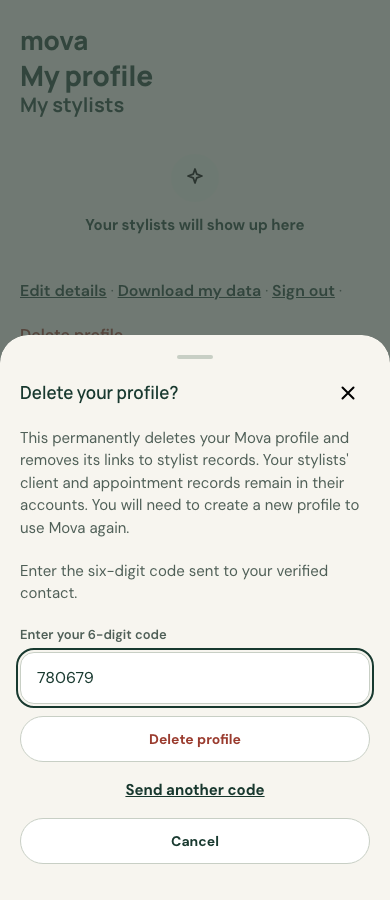 mova
My profile
My stylists
Your stylists will show up here
Edit details · Download my data · Sign out ·
Delete profile
Delete your profile?
This permanently deletes your Mova profile and
removes its links to stylist records. Your stylists'
client and appointment records remain in their
accounts. You will need to create a new profile to
use Mova again.
Enter the six-digit code sent to your verified
contact.
Enter your 6-digit code
780679
Delete profile
Send another code
Cancel